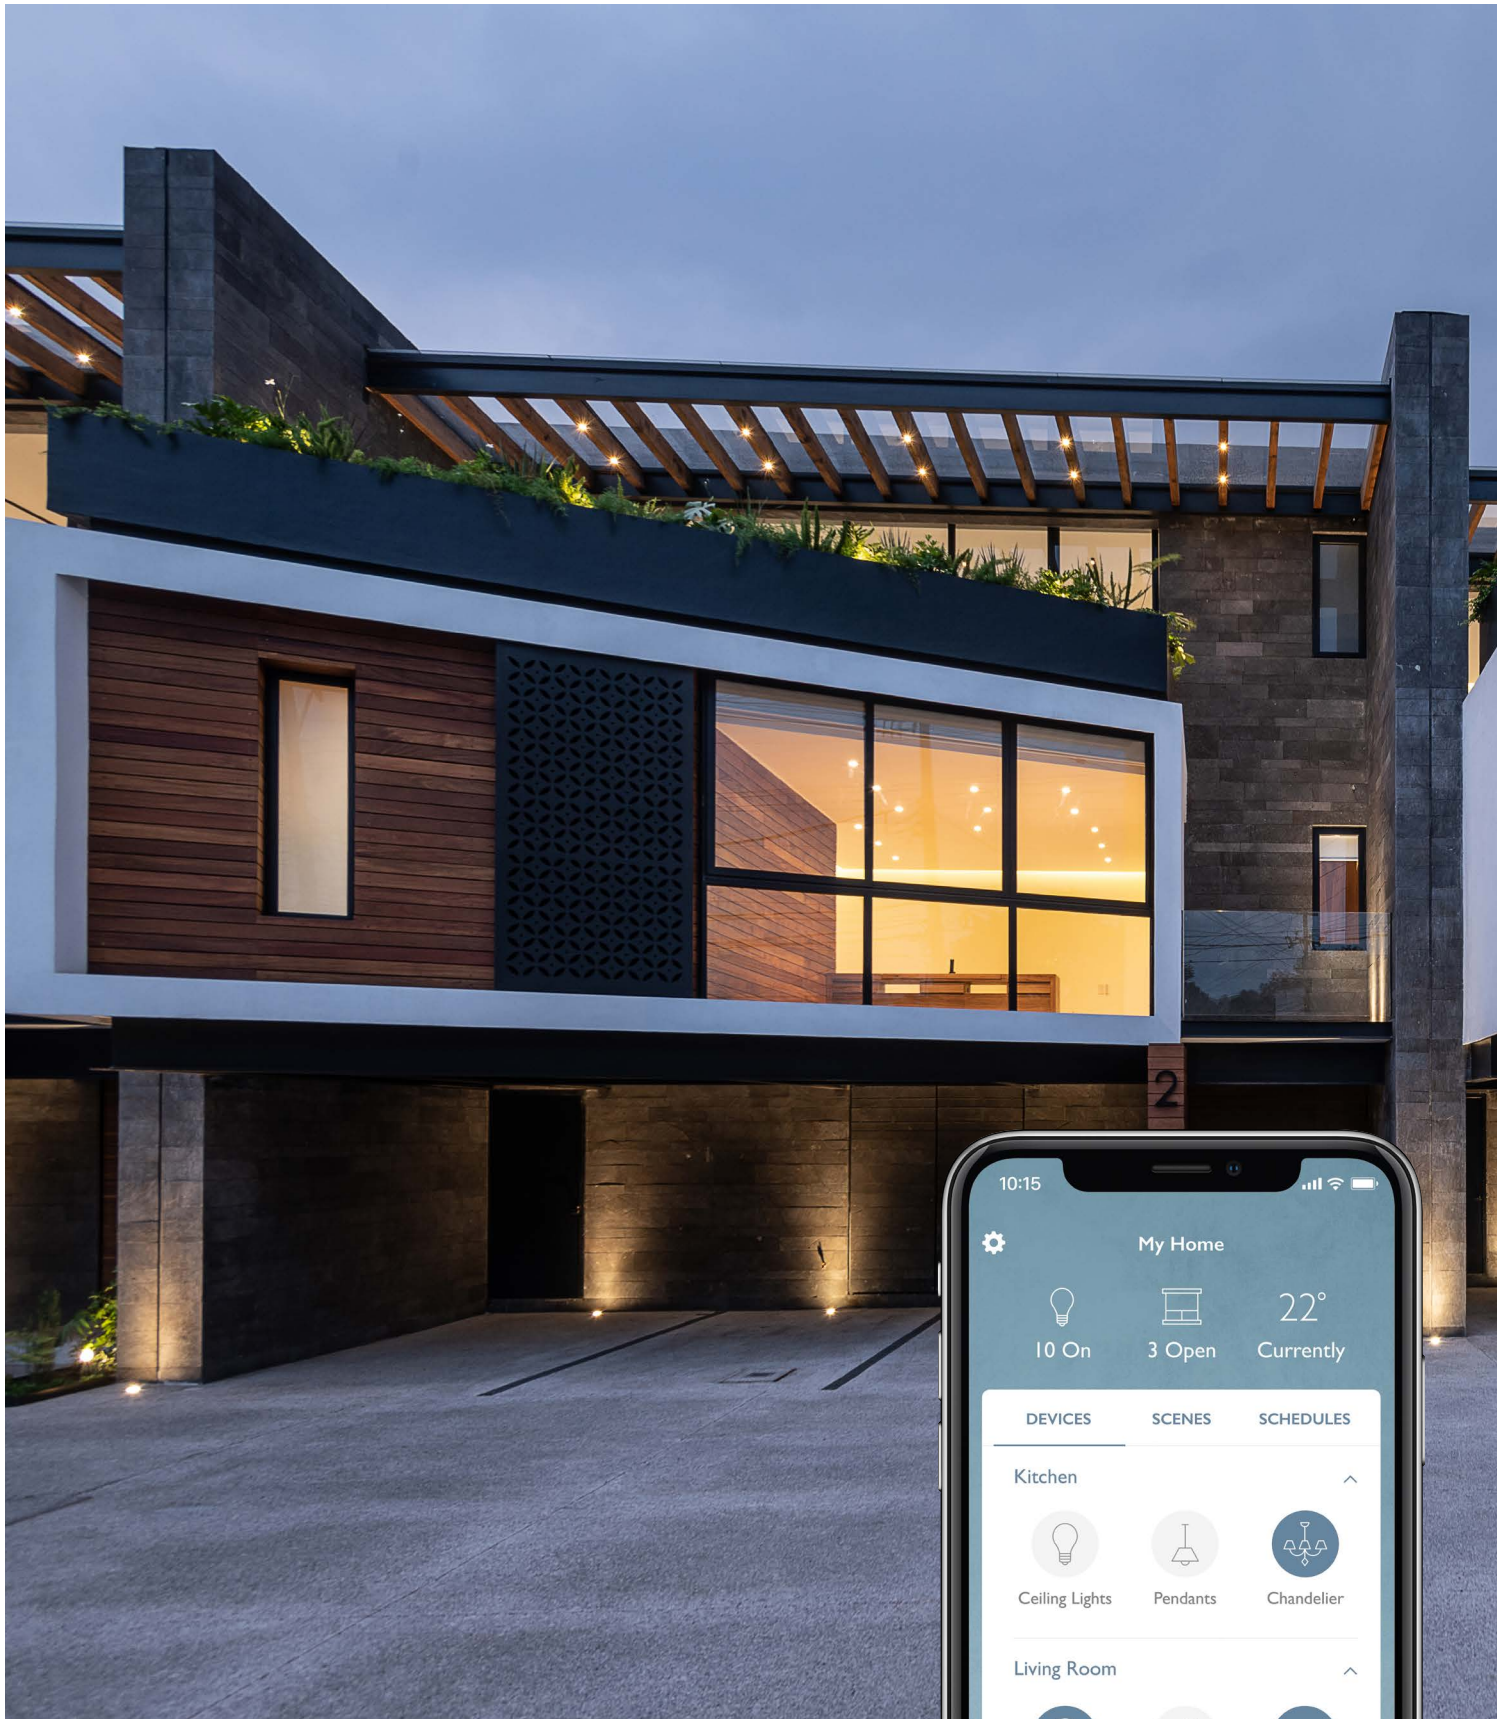 2
10:15
My Home
22°
10 On 3 Open Currently
DEVICES SCENES SCHEDULES
Kitchen
Ceiling Lights Pendants Chandelier
Living Room